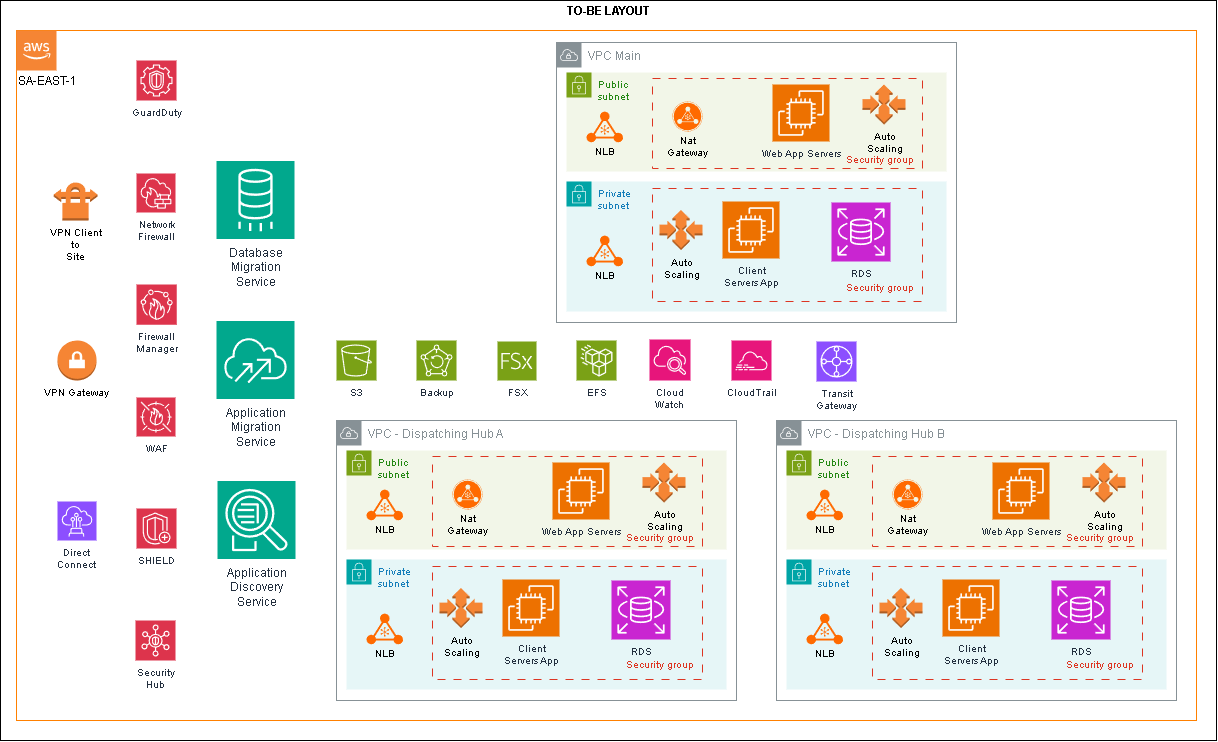 TO-BE LAYOUT
aws
SA-EAST-1
GuardDuty
VPN Client
to
Site
Network
Firewall
Database
Migration
Service
Firewall
Manager
VPN Gateway
Application
Migration
Service
WAF
Direct
Connect
SHIELD
Application
Discovery
Service
Security
Hub
VPC Main
Public
subnet
NLB
Nat
Gateway
Web App Servers
Auto
Scaling
Security group
Private
subnet
NLB
Auto
Scaling
Client
Servers App
RDS
Security group
S3
Backup
FSx
FSX
EFS
Cloud
Watch
CloudTrail
Transit
Gateway
VPC - Dispatching Hub A
Public
subnet
NLB
Nat
Gateway
Web App Servers
Auto
Scaling
Security group
Private
subnet
NLB
Auto
Scaling
Client
Servers App
RDS
Security group
VPC - Dispatching Hub B
Public
subnet
NLB
Nat
Gateway
Web App Servers
Auto
Scaling
Security group
Private
subnet
NLB
Auto
Scaling
Client
Servers App
RDS
Security group